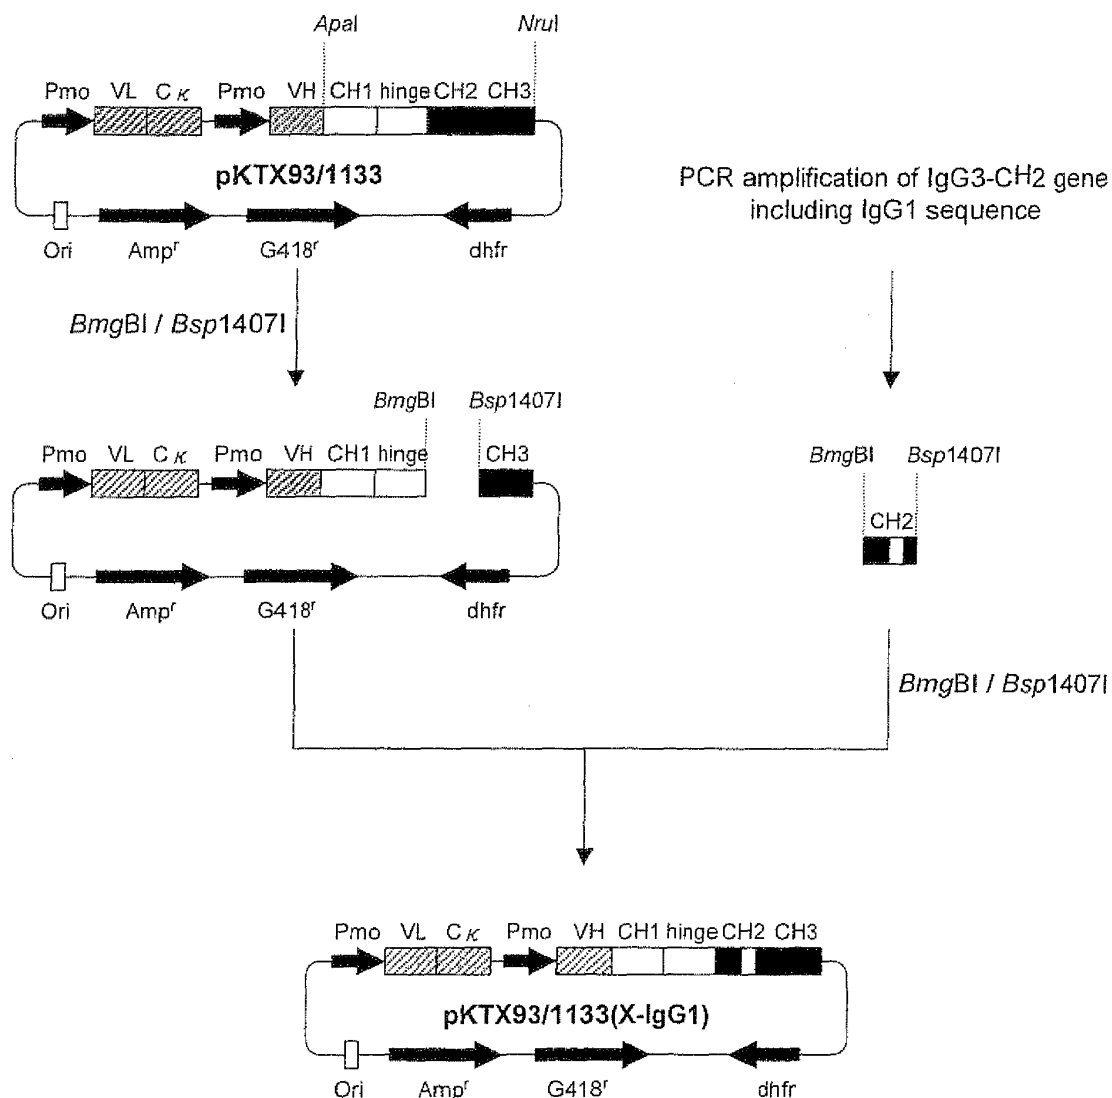 ApaI NruI
Pmo VL Cκ Pmo VH CH1 hinge CH2 CH3
pKTX93/1133
Ori Ampr G418r dhfr
PCR amplification of IgG3-CH2 gene
including IgG1 sequence
BmgBI / Bsp1407I
BmgBI Bsp1407I
Pmo VL Cκ Pmo VH CH1 hinge CH3
Ori Ampr G418r dhfr
BmgBI Bsp1407I
CH2
BmgBI / Bsp1407I
Pmo VL Cκ Pmo VH CH1 hinge CH2 CH3
pKTX93/1133(X-IgG1)
Ori Ampr G418r dhfr